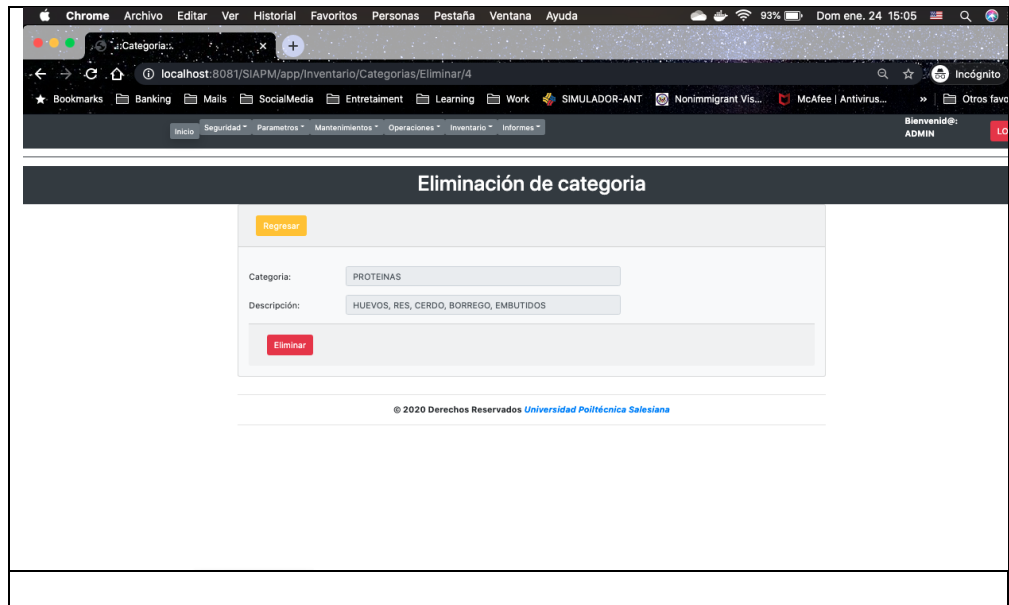 Chrome Archivo Editar Ver Historial Favoritos Personas Pestaña Ventana Ayuda 93% Dom ene. 24 15:05
.::Categoria::.
localhost:8081/SIAPM/app/Inventario/Categorias/Eliminar/4 Incógnito
Bookmarks Banking Mails SocialMedia Entretaiment Learning Work SIMULADOR-ANT Nonimmigrant Vis... McAfee | Antivirus... » Otros favo
Inicio Seguridad Parametros Mantenimientos Operaciones Inventario Informes Bienvenid@:
ADMIN LO
Eliminación de categoria
Regresar
Categoria: PROTEINAS
Descripción: HUEVOS, RES, CERDO, BORREGO, EMBUTIDOS
Eliminar
© 2020 Derechos Reservados Universidad Poiltécnica Salesiana